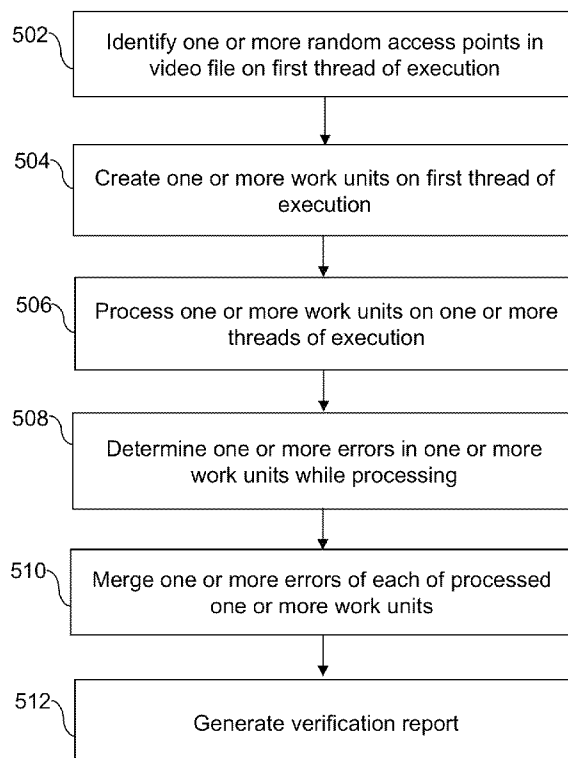 502
Identify one or more random access points in
video file on first thread of execution
504
Create one or more work units on first thread of
execution
506
Process one or more work units on one or more
threads of execution
508
Determine one or more errors in one or more
work units while processing
510
Merge one or more errors of each of processed
one or more work units
512
Generate verification report